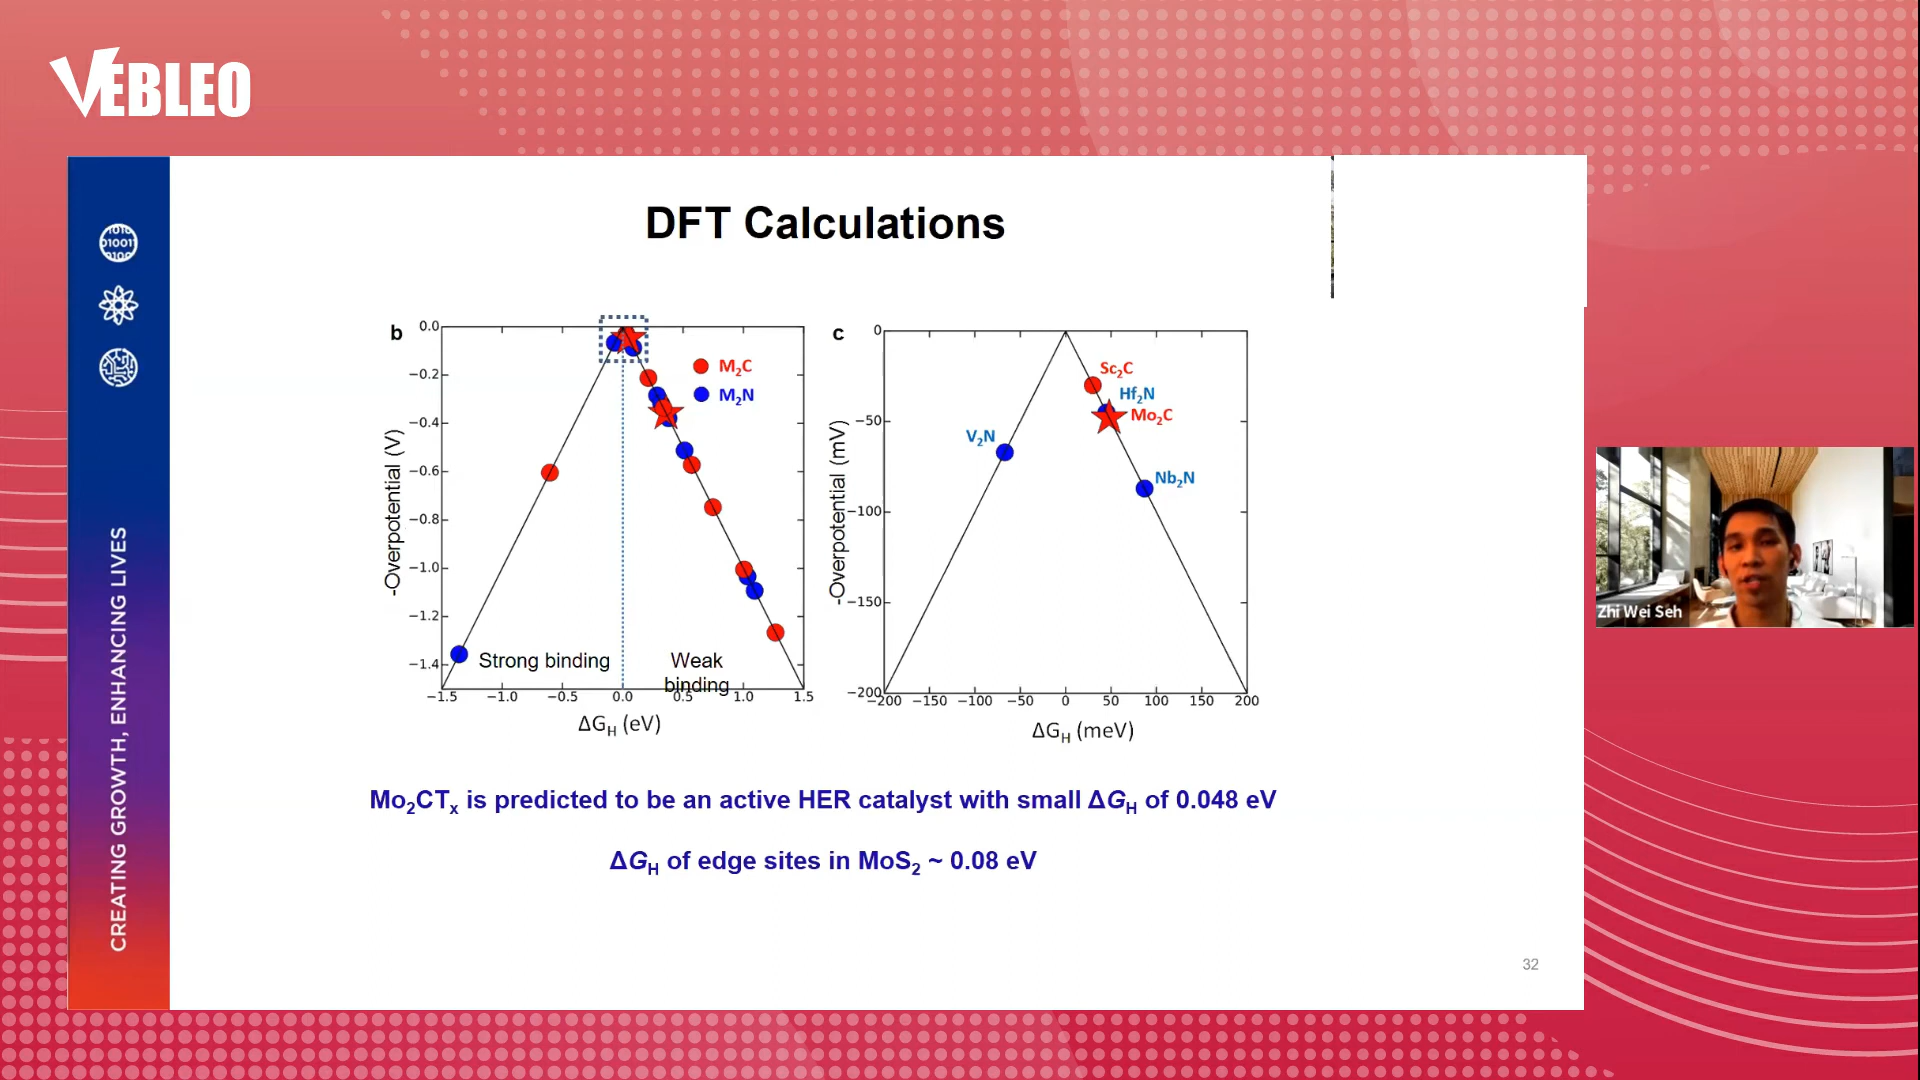 VEBLEO
1010
010011
0100
CREATING GROWTH, ENHANCING LIVES
DFT Calculations
b
-Overpotential (V)
0.0
−0.2
−0.4
−0.6
−0.8
−1.0
−1.2
−1.4
M₂C
M₂N
Strong binding
Weak
binding
−1.5 −1.0 −0.5 0.0 0.5 1.0 1.5
ΔG_H (eV)
c
-Overpotential (mV)
0
−50
−100
−150
−200
Sc₂C
Hf₂N
Mo₂C
V₂N
Nb₂N
−200 −150 −100 −50 0 50 100 150 200
ΔG_H (meV)
Mo₂CTₓ is predicted to be an active HER catalyst with small ΔG_H of 0.048 eV
ΔG_H of edge sites in MoS₂ ~ 0.08 eV
32
Zhi Wei Seh